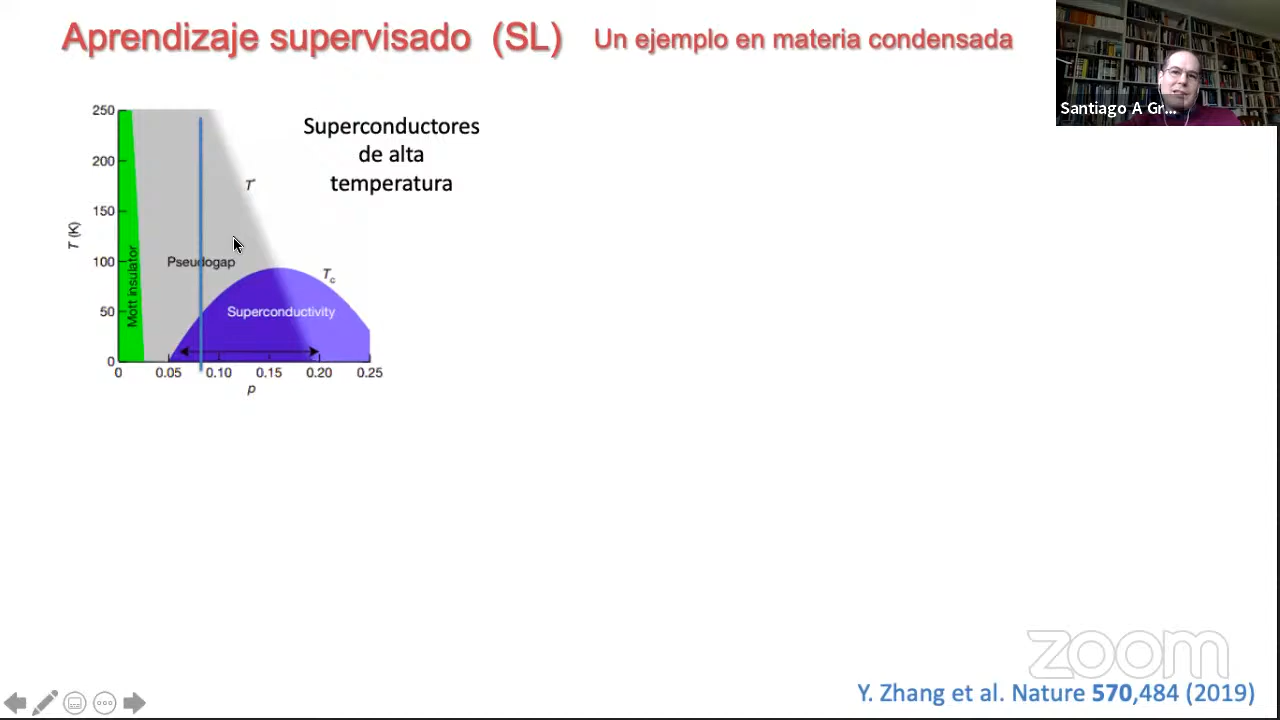 Aprendizaje supervisado (SL) Un ejemplo en materia condensada
Santiago A Gr...
Superconductores
de alta
temperatura
250
200
150
100
50
0
T (K)
Mott insulator
Pseudogap
T*
Tc
Superconductivity
0 0.05 0.10 0.15 0.20 0.25
p
zoom
Y. Zhang et al. Nature 570,484 (2019)